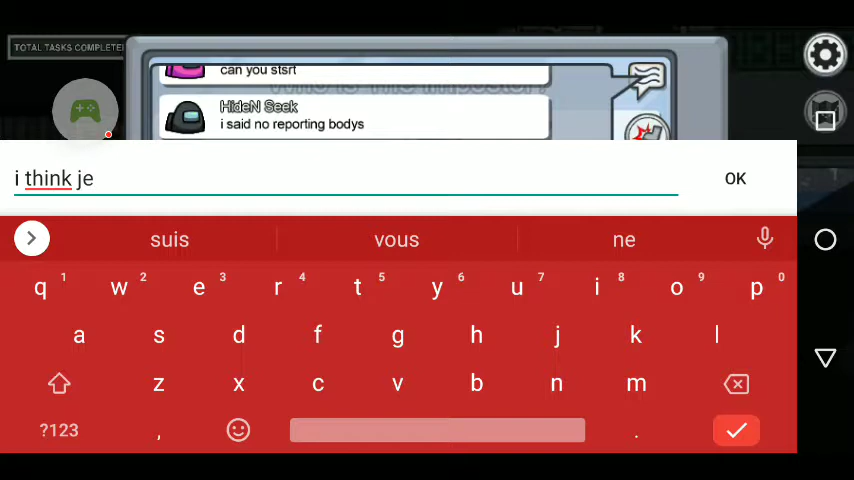 TOTAL TASKS COMPLETE
can you stsrt
HideN Seek
i said no reporting bodys
i think je
OK
suis vous ne
q 1 w 2 e 3 r 4 t 5 y 6 u 7 i 8 o 9 p 0
a s d f g h j k l
z x c v b n m
?123 , .